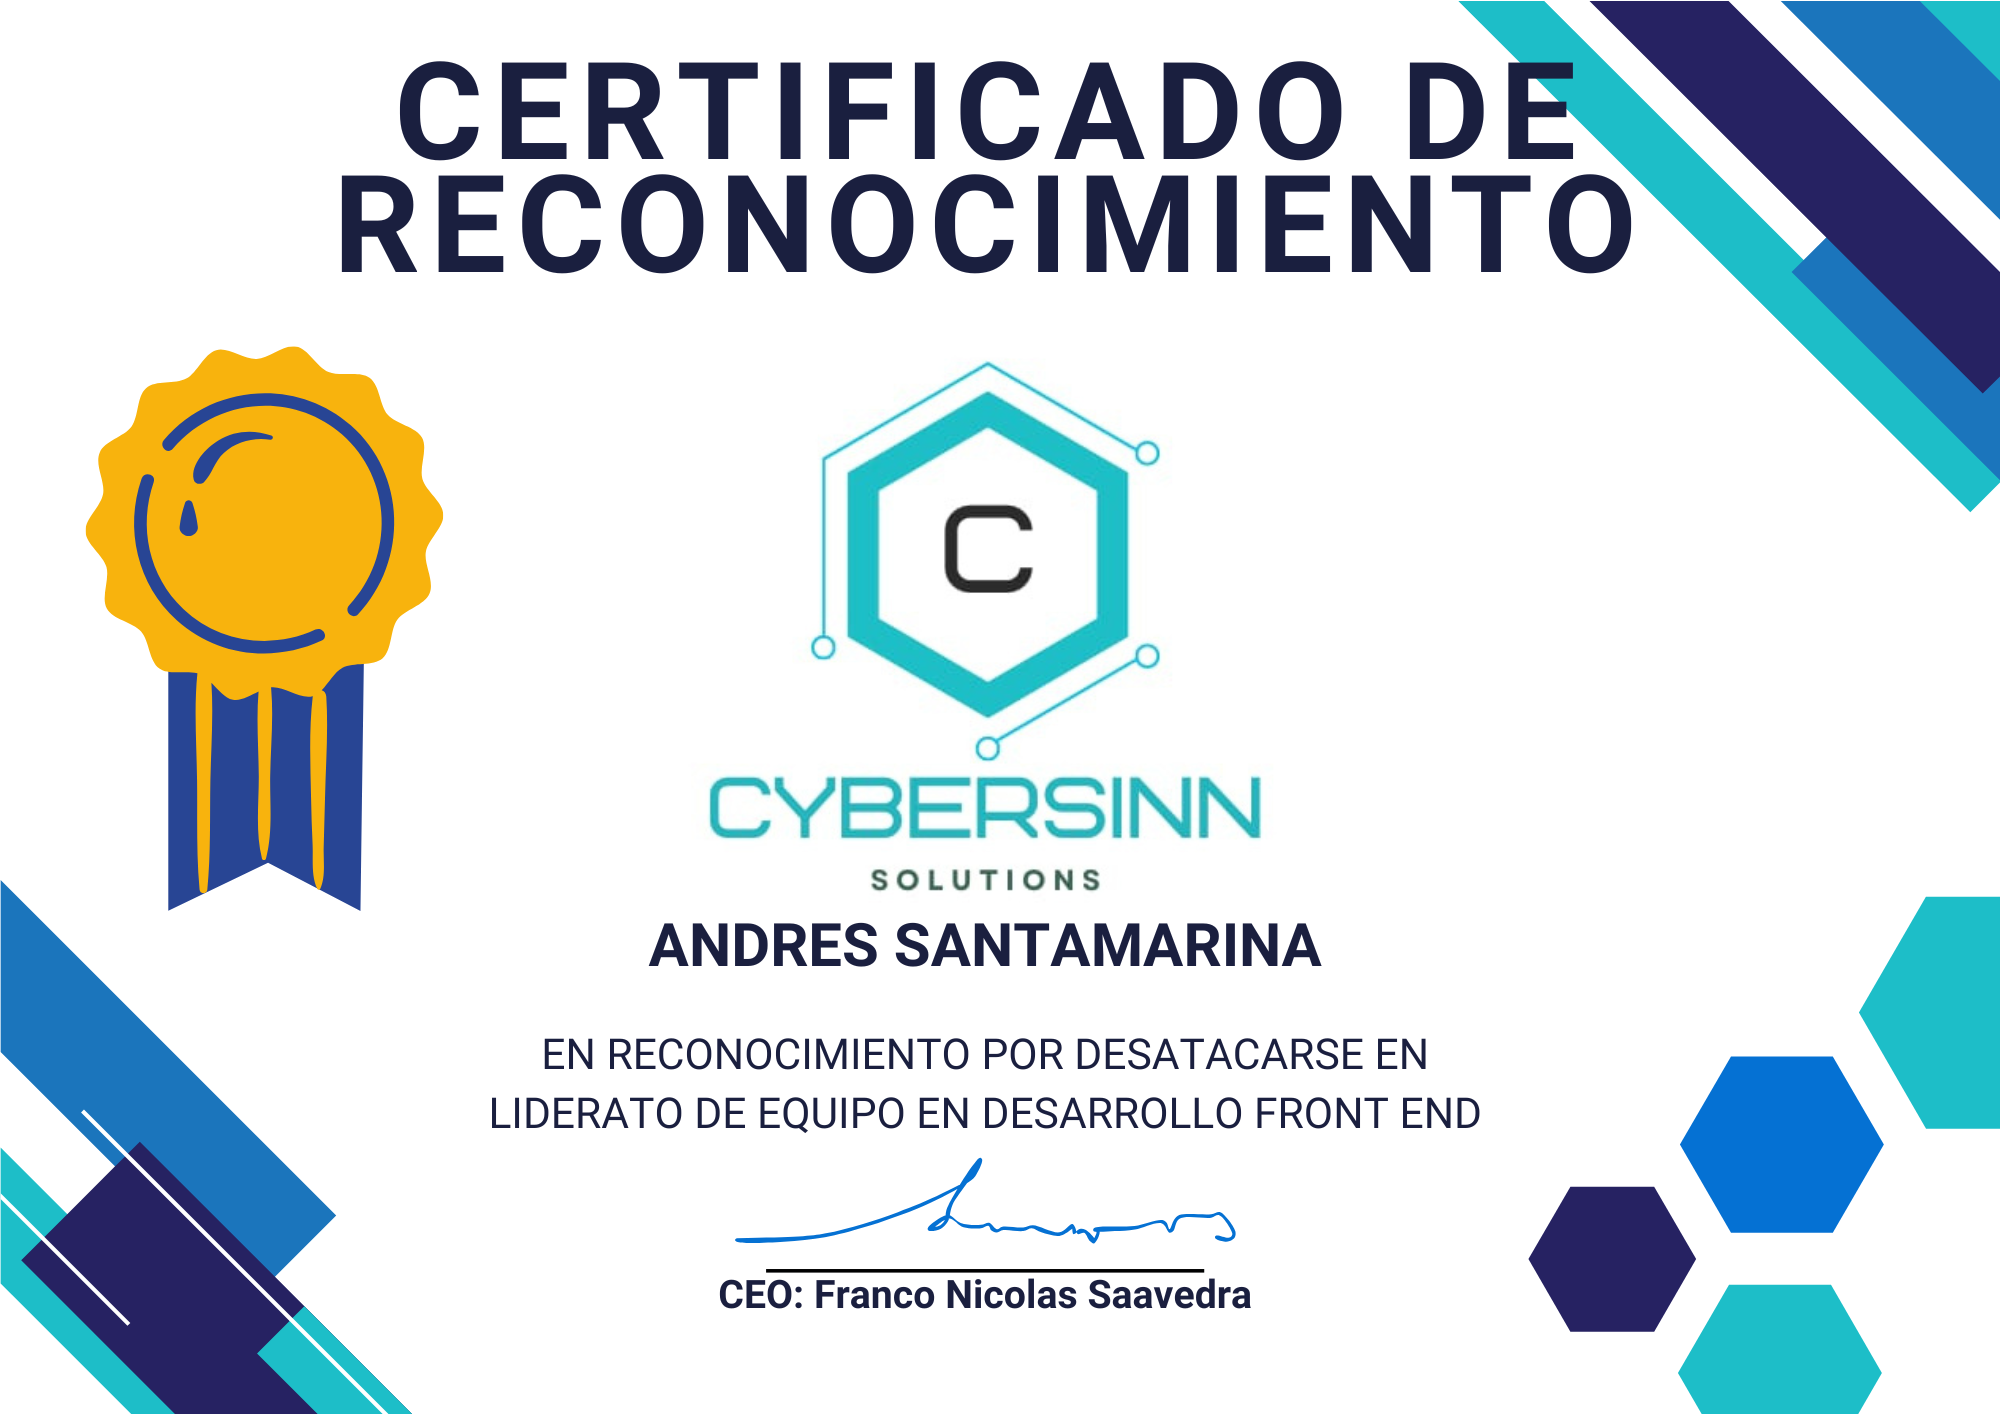 CERTIFICADO DE
RECONOCIMIENTO
C
CYBERSINN
SOLUTIONS
ANDRES SANTAMARINA
EN RECONOCIMIENTO POR DESATACARSE EN
LIDERATO DE EQUIPO EN DESARROLLO FRONT END
CEO: Franco Nicolas Saavedra